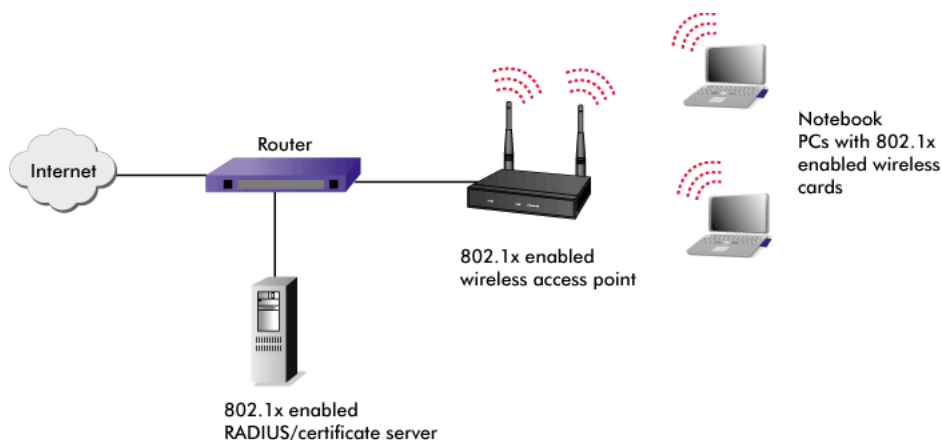 Internet
Router
802.1x enabled
wireless access point
Notebook
PCs with 802.1x
enabled wireless
cards
802.1x enabled
RADIUS/certificate server